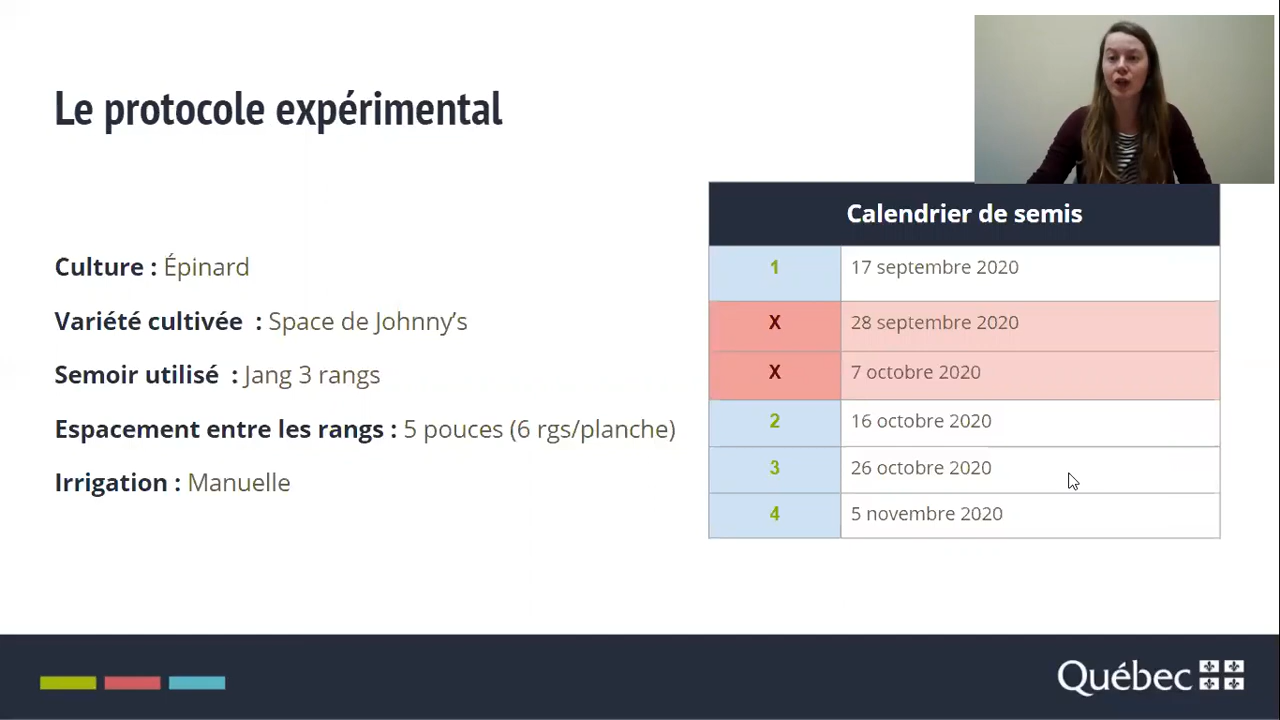 Le protocole expérimental
Culture : Épinard
Variété cultivée : Space de Johnny’s
Semoir utilisé : Jang 3 rangs
Espacement entre les rangs : 5 pouces (6 rgs/planche)
Irrigation : Manuelle
Calendrier de semis
1 17 septembre 2020
X 28 septembre 2020
X 7 octobre 2020
2 16 octobre 2020
3 26 octobre 2020
4 5 novembre 2020
Québec